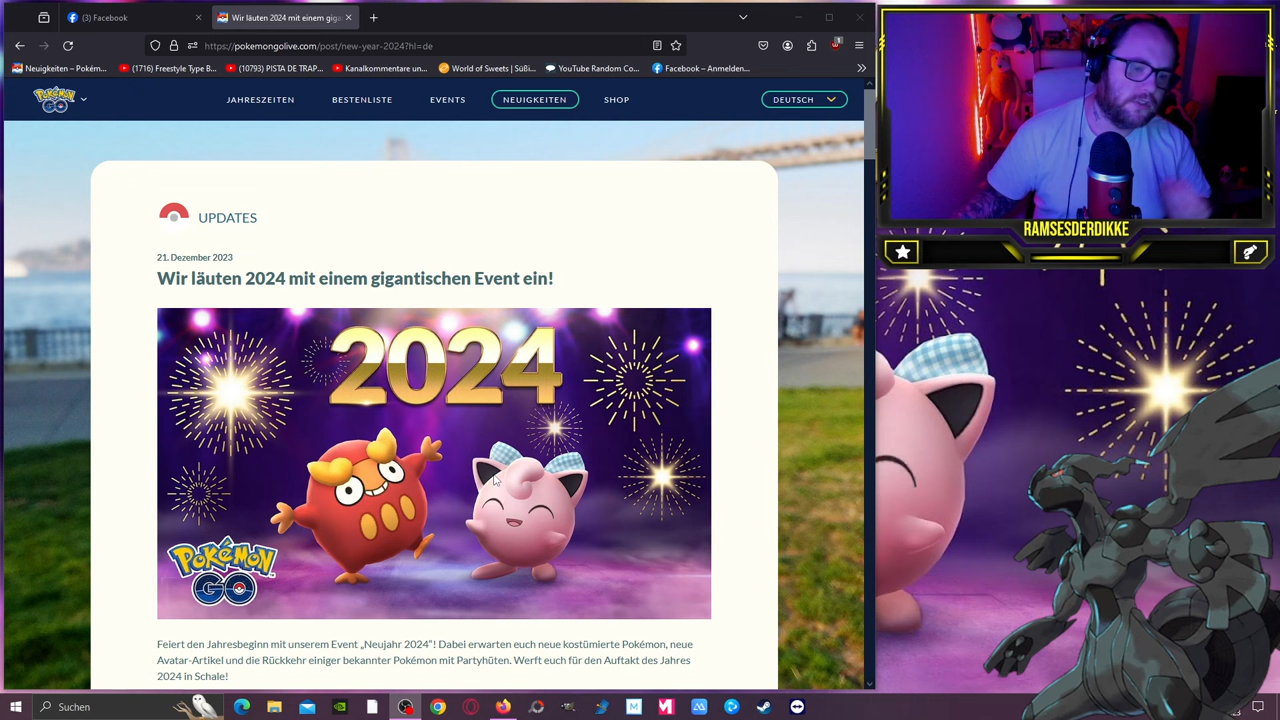 (3) Facebook
Wir läuten 2024 mit einem giga
https://pokemongolive.com/post/new-year-2024?hl=de
1
Neuigkeiten – Pokém...
(1716) Freestyle Type B...
(10793) PISTA DE TRAP...
Kanalkommentare un...
World of Sweets | Süßi...
YouTube Random Co...
Facebook – Anmelden...
POKÉMON GO
JAHRESZEITEN
BESTENLISTE
EVENTS
NEUIGKEITEN
SHOP
DEUTSCH
UPDATES
21. Dezember 2023
Wir läuten 2024 mit einem gigantischen Event ein!
2024
POKÉMON
GO
Feiert den Jahresbeginn mit unserem Event „Neujahr 2024“! Dabei erwarten euch neue kostümierte Pokémon, neue
Avatar-Artikel und die Rückkehr einiger bekannter Pokémon mit Partyhüten. Werft euch für den Auftakt des Jahres
2024 in Schale!
RAMSESDERDIKKE
Suchen